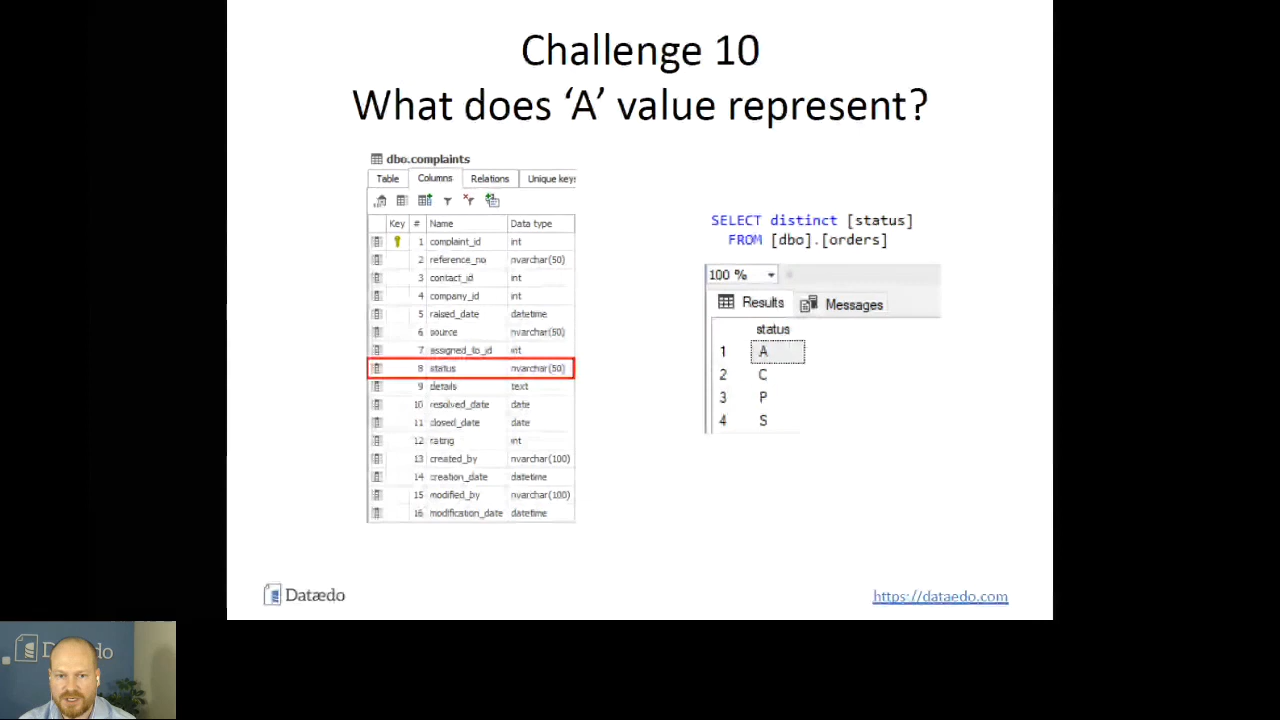 Challenge 10
What does ‘A’ value represent?
dbo.complaints
Table Columns Relations Unique keys
Key # Name Data type
1 complaint_id int
2 reference_no nvarchar(50)
3 contact_id int
4 company_id int
5 raised_date datetime
6 source nvarchar(50)
7 assigned_to_id int
8 status nvarchar(50)
9 details text
10 resolved_date date
11 closed_date date
12 rating int
13 created_by nvarchar(100)
14 creation_date datetime
15 modified_by nvarchar(100)
16 modification_date datetime
SELECT distinct [status]
FROM [dbo].[orders]
100 %
Results Messages
status
1 A
2 C
3 P
4 S
Dataedo
https://dataedo.com